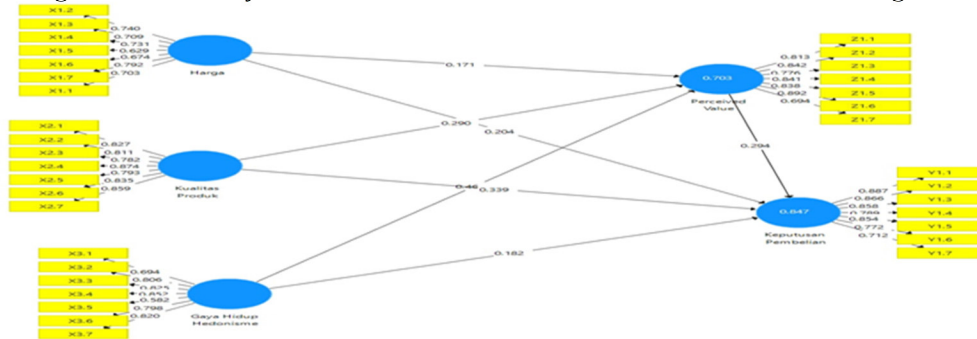 X1.2
X1.3
X1.4
X1.5
X1.6
X1.7
X1.1
0.740
0.709
0.731
0.629
0.674
0.792
0.703
Harga
0.171
0.204
X2.1
X2.2
X2.3
X2.4
X2.5
X2.6
X2.7
0.827
0.811
0.782
0.874
0.793
0.835
0.859
Kualitas
Produk
0.290
0.339
X3.1
X3.2
X3.3
X3.4
X3.5
X3.6
X3.7
0.694
0.806
0.825
0.582
0.798
0.820
Gaya Hidup
Hedonisme
0.182
0.703
Perceived
Value
0.813
0.842
0.776
0.841
0.838
0.892
0.694
Z1.1
Z1.2
Z1.3
Z1.4
Z1.5
Z1.6
Z1.7
0.294
0.847
Keputusan
Pembelian
0.887
0.866
0.858
0.854
0.772
0.712
Y1.1
Y1.2
Y1.3
Y1.4
Y1.5
Y1.6
Y1.7